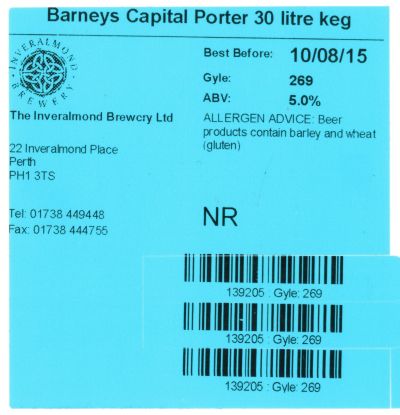 Barneys Capital Porter 30 litre keg
INVERALMOND BREWERY
Best Before: 10/08/15
Gyle: 269
ABV: 5.0%
The Inveralmond Brewery Ltd
ALLERGEN ADVICE: Beer
products contain barley and wheat
(gluten)
22 Inveralmond Place
Perth
PH1 3TS
Tel: 01738 449448
Fax: 01738 444755
NR
139205 : Gyle: 269
139205 : Gyle: 269
139205 : Gyle: 269